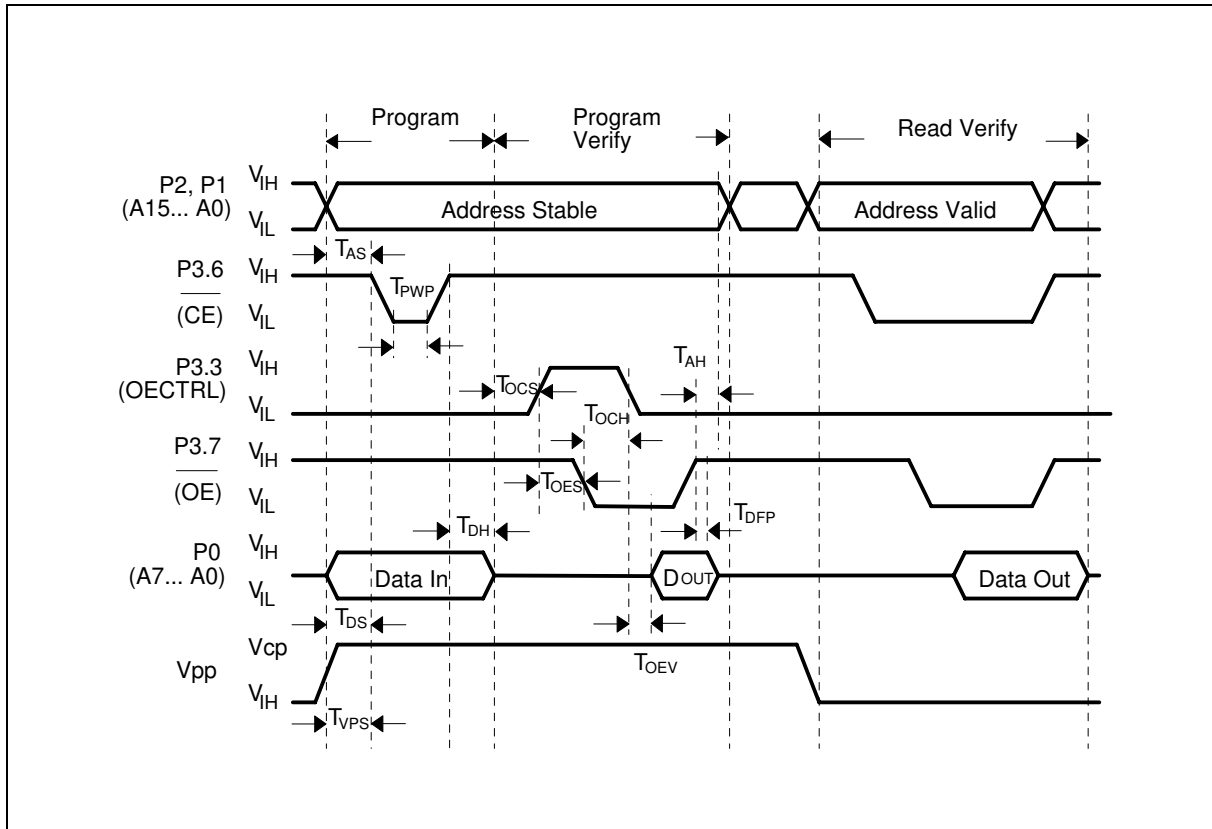 Program
Program
Verify
Read Verify
P2, P1
(A15... A0)
VIH
VIL
Address Stable
Address Valid
TAS
P3.6
(CE)
VIH
VIL
TPWP
P3.3
(OECTRL)
VIH
VIL
TOCS
TOCH
TAH
P3.7
(OE)
VIH
VIL
TOES
TDH
TDFP
P0
(A7... A0)
VIH
VIL
Data In
DOUT
Data Out
TDS
Vpp
Vcp
VIH
TOEV
TVPS